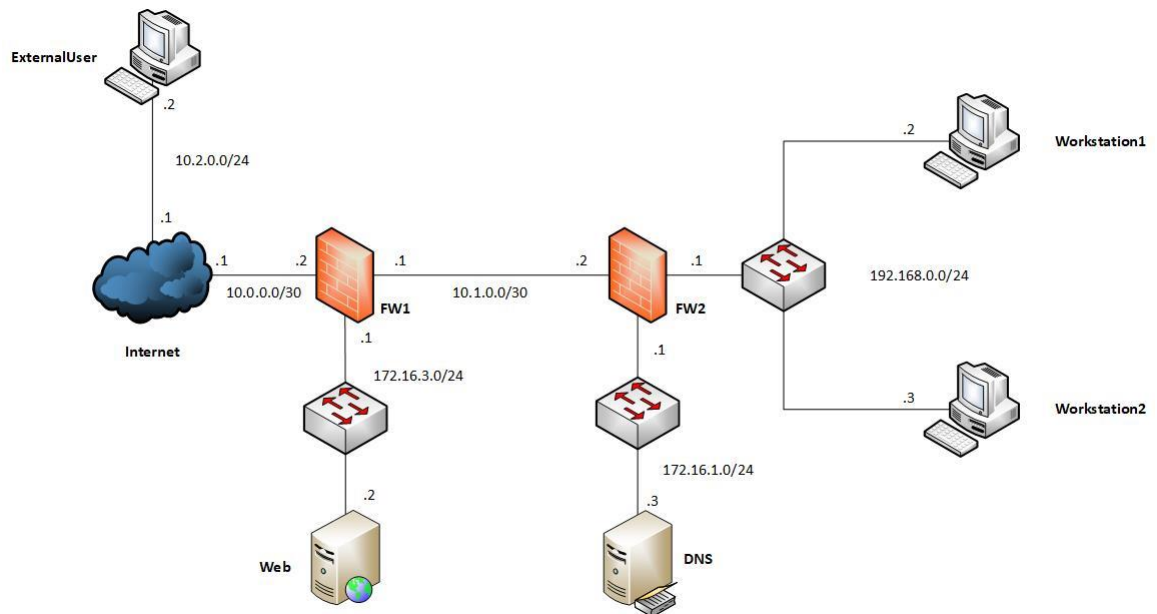 ExternalUser
.2
10.2.0.0/24
.1
.1
.2
10.0.0.0/30
Internet
FW1
.1
10.1.0.0/30
.2
FW2
.1
.2
Workstation1
192.168.0.0/24
.1
172.16.3.0/24
.1
.3
Workstation2
172.16.1.0/24
.2
Web
.3
DNS